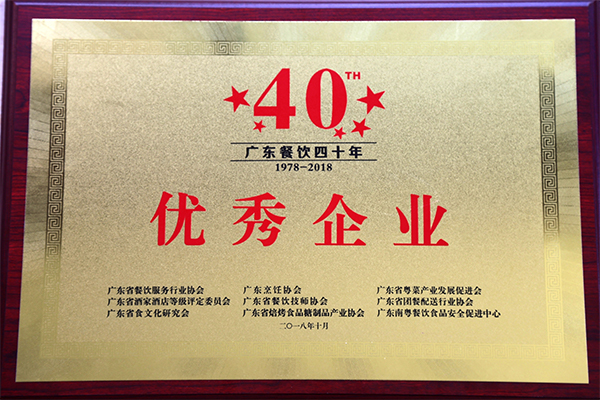 40TH
广东餐饮四十年
1978-2018
优秀企业
广东省餐饮服务行业协会 广东烹饪协会 广东省粤菜产业发展促进会
广东省酒家酒店等级评定委员会 广东省餐饮技师协会 广东省团餐配送行业协会
广东省食文化研究会 广东省焙烤食品糖制品产业协会 广东南粤餐饮食品安全促进中心
二〇一八年十月